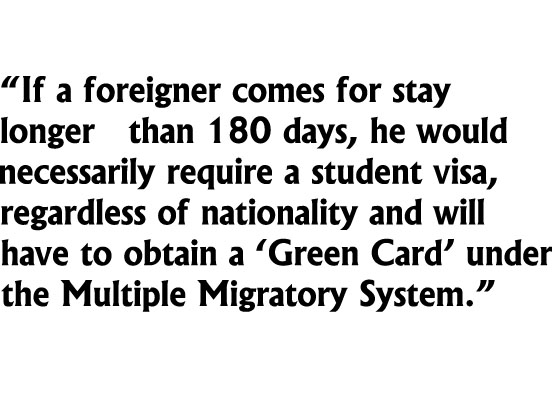 “If a foreigner comes for stay
longer than 180 days, he would
necessarily require a student visa,
regardless of nationality and will
have to obtain a ‘Green Card’ under
the Multiple Migratory System.”